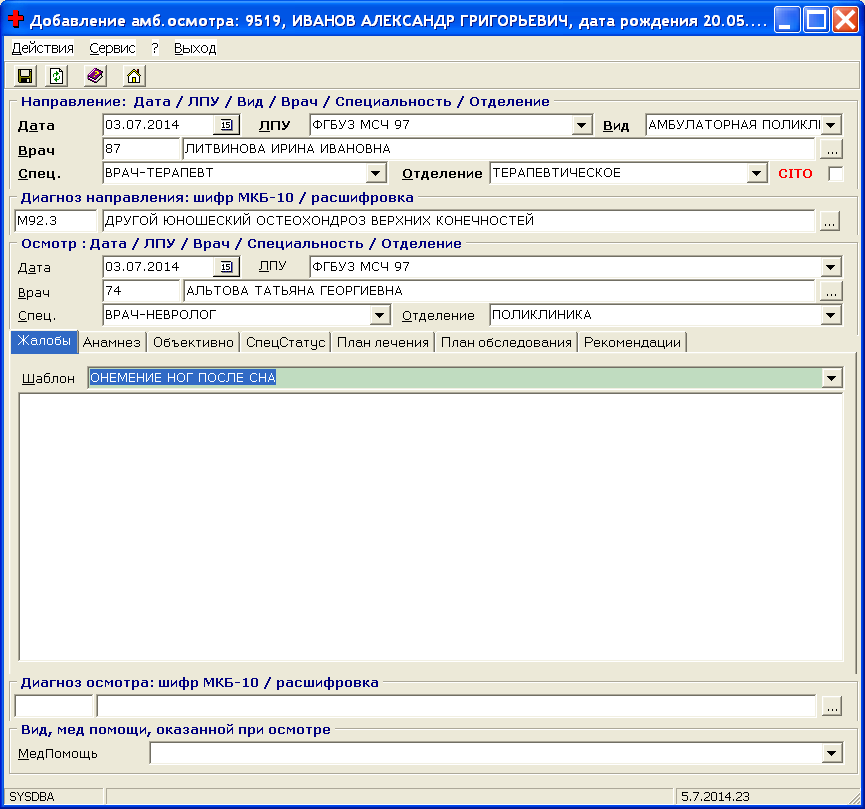 Добавление амб.осмотра: 9519, ИВАНОВ АЛЕКСАНДР ГРИГОРЬЕВИЧ, дата рождения 20.05....
Действия Сервис ? Выход
Направление: Дата / ЛПУ / Вид / Врач / Специальность / Отделение
Дата 03.07.2014 15 ЛПУ ФГБУЗ МСЧ 97 Вид АМБУЛАТОРНАЯ ПОЛИКЛІ
Врач 87 ЛИТВИНОВА ИРИНА ИВАНОВНА ...
Спец. ВРАЧ-ТЕРАПЕВТ Отделение ТЕРАПЕВТИЧЕСКОЕ CITO
Диагноз направления: шифр МКБ-10 / расшифровка
M92.3 ДРУГОЙ ЮНОШЕСКИЙ ОСТЕОХОНДРОЗ ВЕРХНИХ КОНЕЧНОСТЕЙ ...
Осмотр : Дата / ЛПУ / Врач / Специальность / Отделение
Дата 03.07.2014 15 ЛПУ ФГБУЗ МСЧ 97
Врач 74 АЛЬТОВА ТАТЬЯНА ГЕОРГИЕВНА ...
Спец. ВРАЧ-НЕВРОЛОГ Отделение ПОЛИКЛИНИКА
Жалобы Анамнез Объективно СпецСтатус План лечения План обследования Рекомендации
Шаблон ОНЕМЕНИЕ НОГ ПОСЛЕ СНА
Диагноз осмотра: шифр МКБ-10 / расшифровка
...
Вид, мед помощи, оказанной при осмотре
МедПомощь
SYSDBA 5.7.2014.23